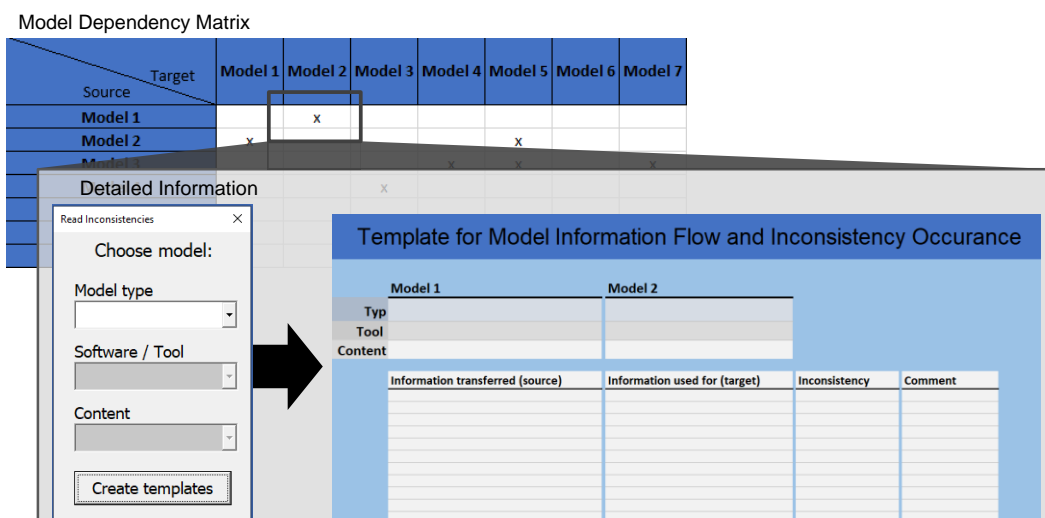 Model Dependency Matrix
Target
Source
Model 1 Model 2 Model 3 Model 4 Model 5 Model 6 Model 7
Model 1 x
Model 2 x x
Model 3 x x x
x
Detailed Information
Read Inconsistencies ×
Choose model:
Model type
Software / Tool
Content
Create templates
Template for Model Information Flow and Inconsistency Occurance
Model 1 Model 2
Typ
Tool
Content
Information transferred (source) Information used for (target) Inconsistency Comment